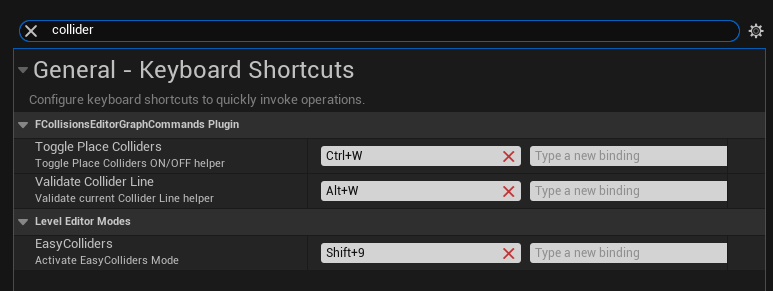 collider
General - Keyboard Shortcuts
Configure keyboard shortcuts to quickly invoke operations.
FCollisionsEditorGraphCommands Plugin
Toggle Place Colliders
Toggle Place Colliders ON/OFF helper
Ctrl+W
Type a new binding
Validate Collider Line
Validate current Collider Line helper
Alt+W
Type a new binding
Level Editor Modes
EasyColliders
Activate EasyColliders Mode
Shift+9
Type a new binding